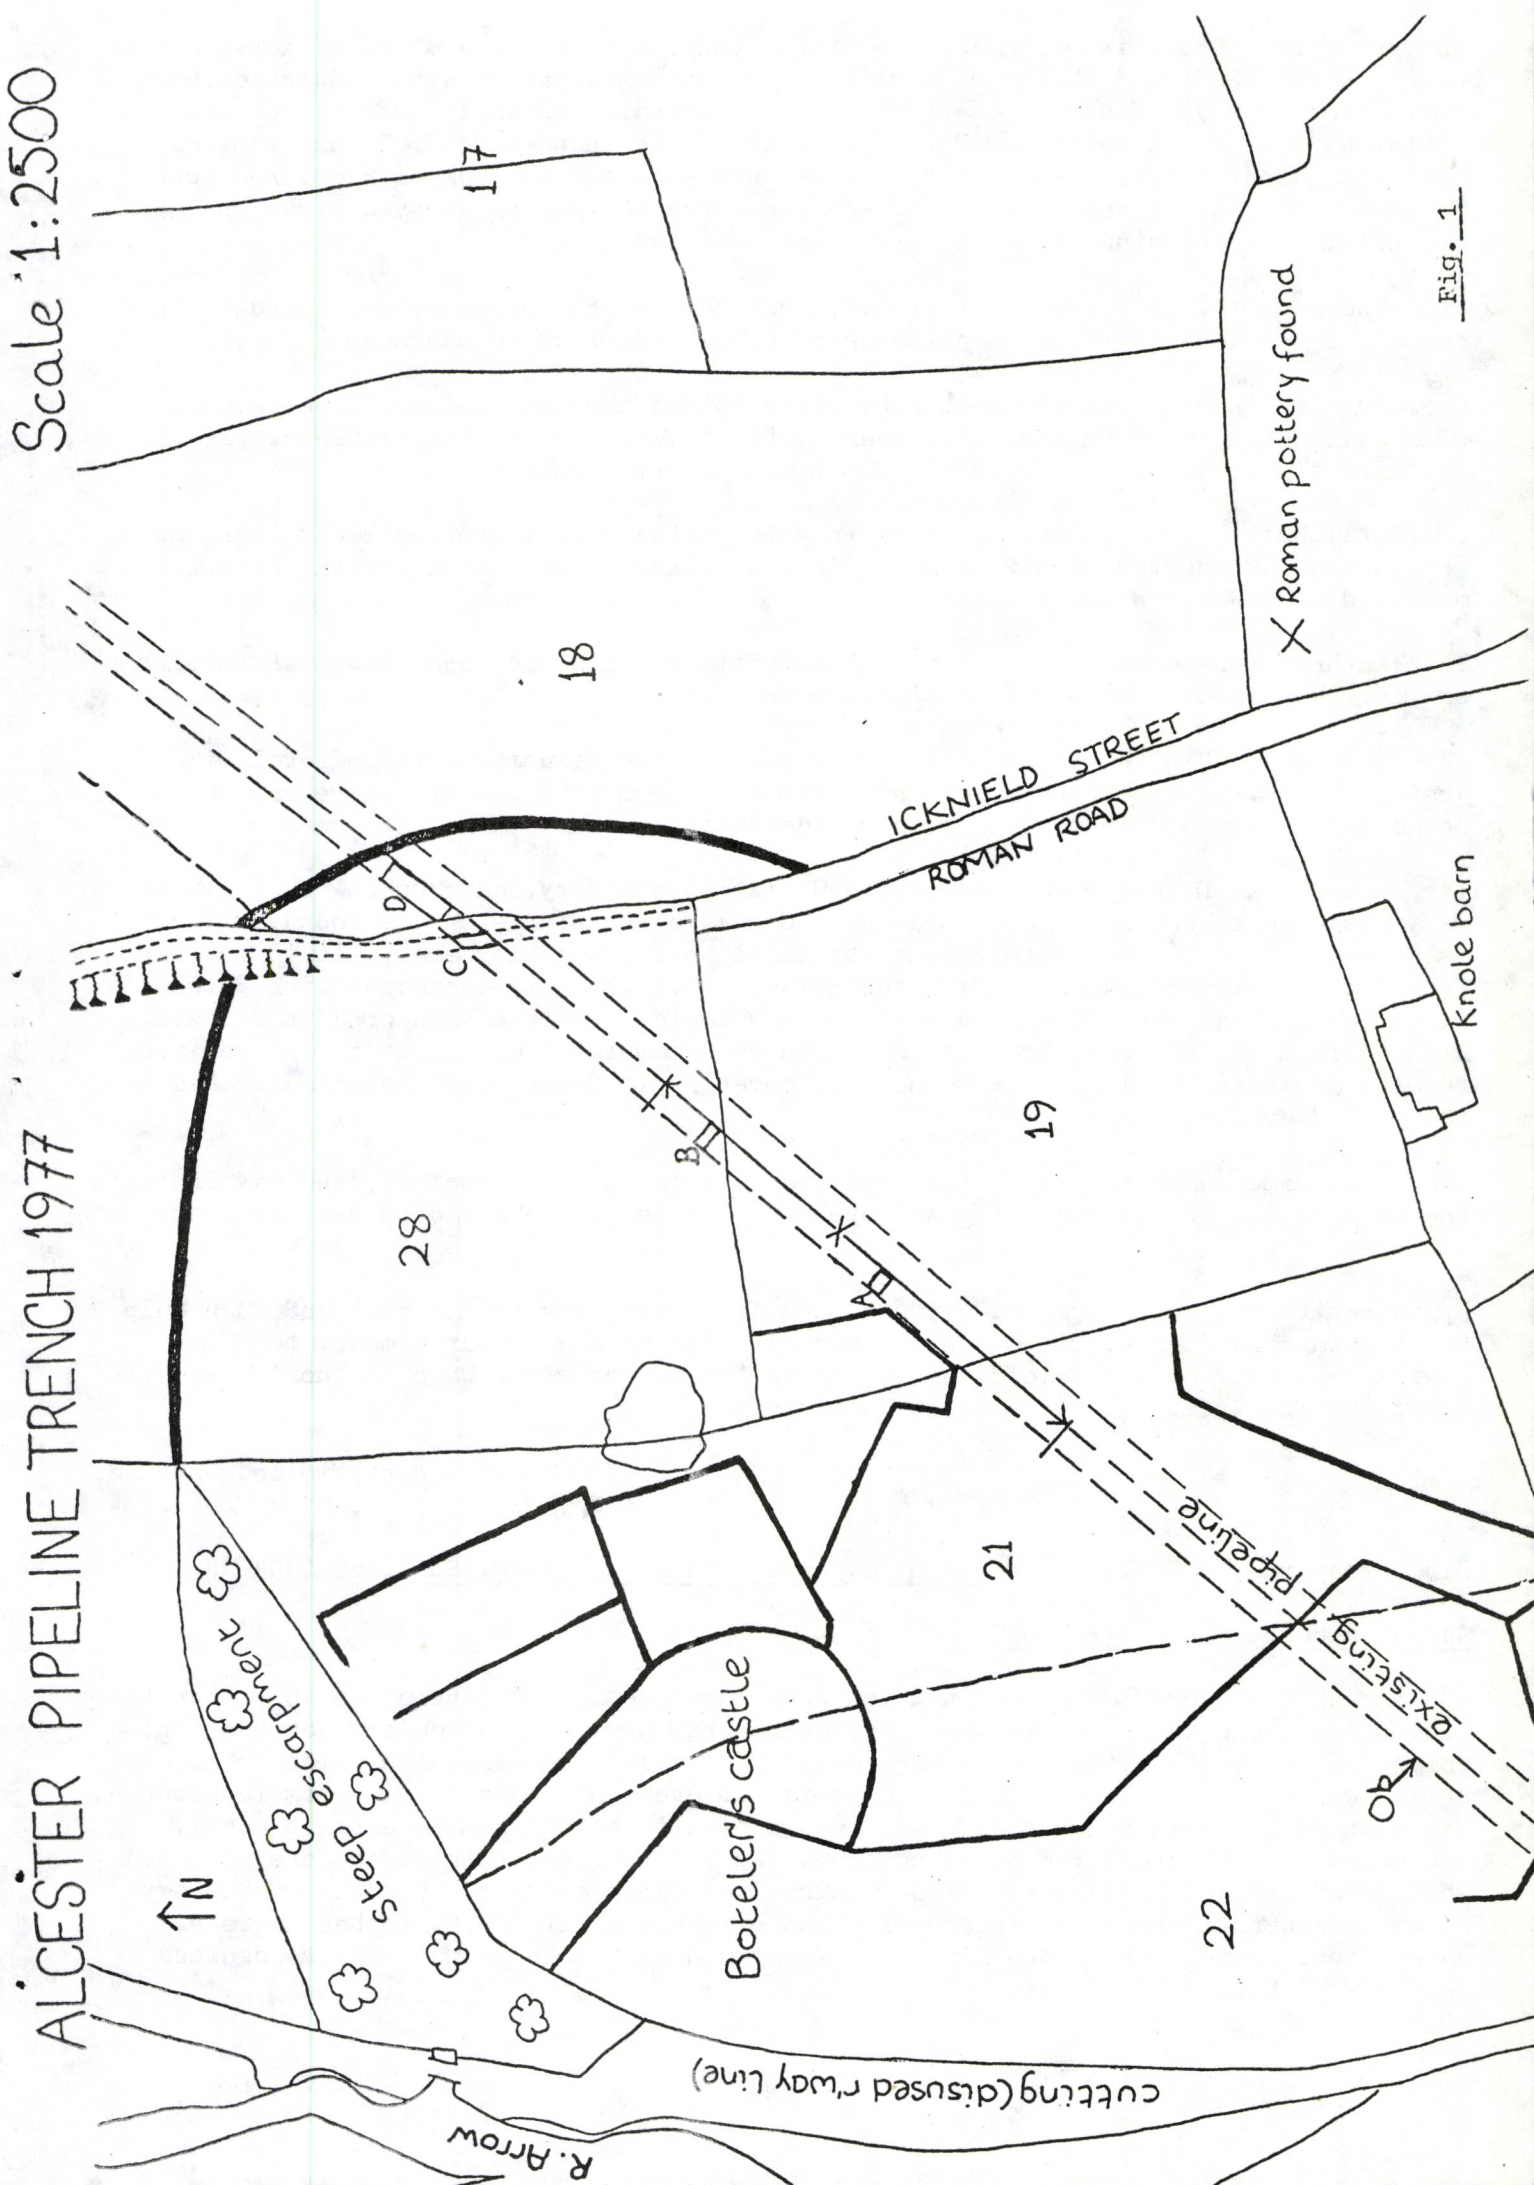 ALCESTER PIPELINE TRENCH 1977
Scale 1:2500
N
steep escarpment
R. Arrow
cutting (disused r'way line)
Boteler's castle
28
18
17
D
C
B
A
ICKNIELD STREET
ROMAN ROAD
19
21
22
existing pipeline
Knole barn
X Roman pottery found
Fig. 1